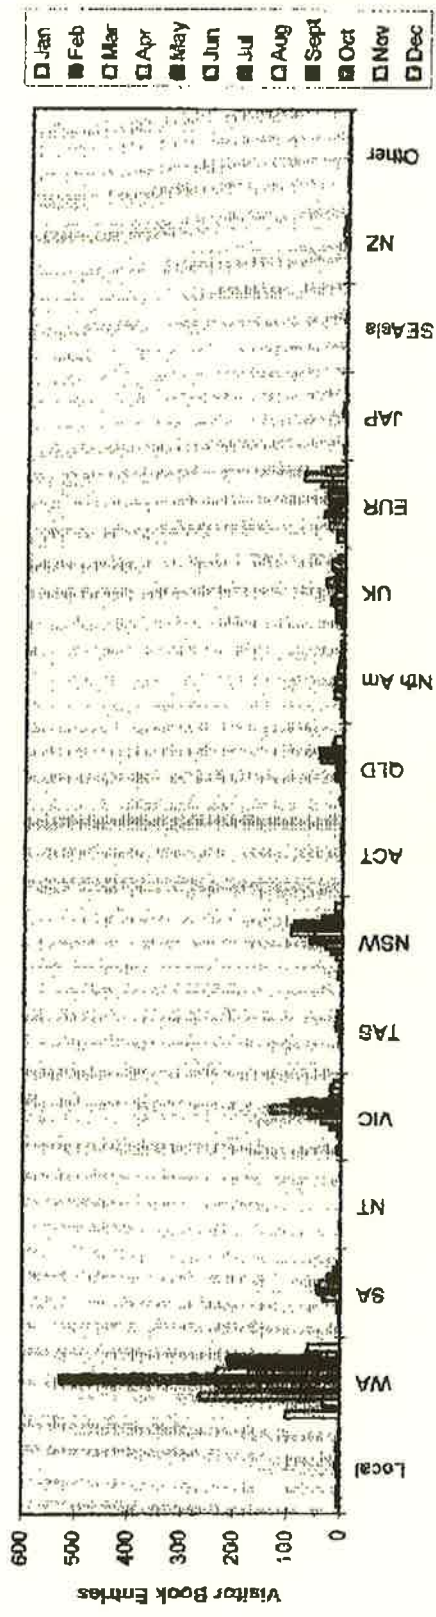 Jan
Feb
Mar
Apr
May
Jun
Jul
Aug
Sept
Oct
Nov
Dec
600
500
400
300
200
100
0
Visitor Book Entries
Local
WA
SA
NT
VIC
TAS
NSW
ACT
QLD
Nth Am
UK
EUR
JAP
SEAsia
NZ
Other